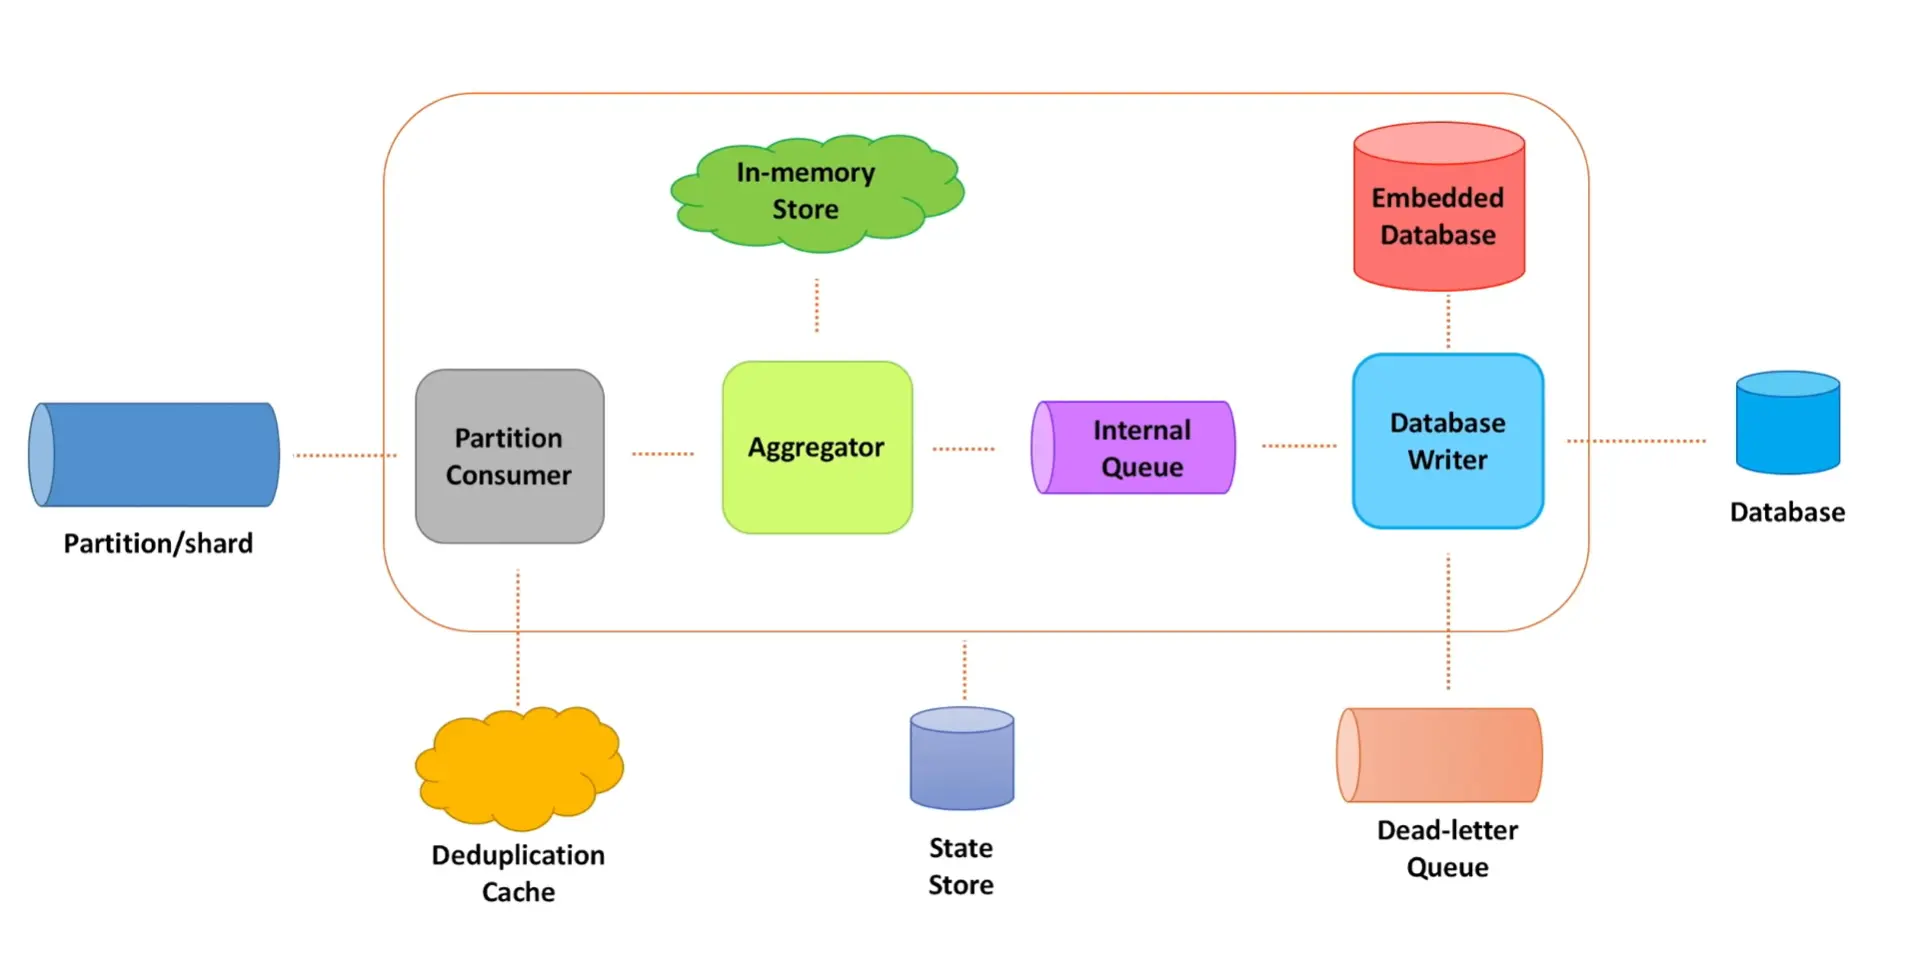 In-memory
Store
Embedded
Database
Partition
Consumer
Aggregator
Internal
Queue
Database
Writer
Partition/shard
Database
Deduplication
Cache
State
Store
Dead-letter
Queue